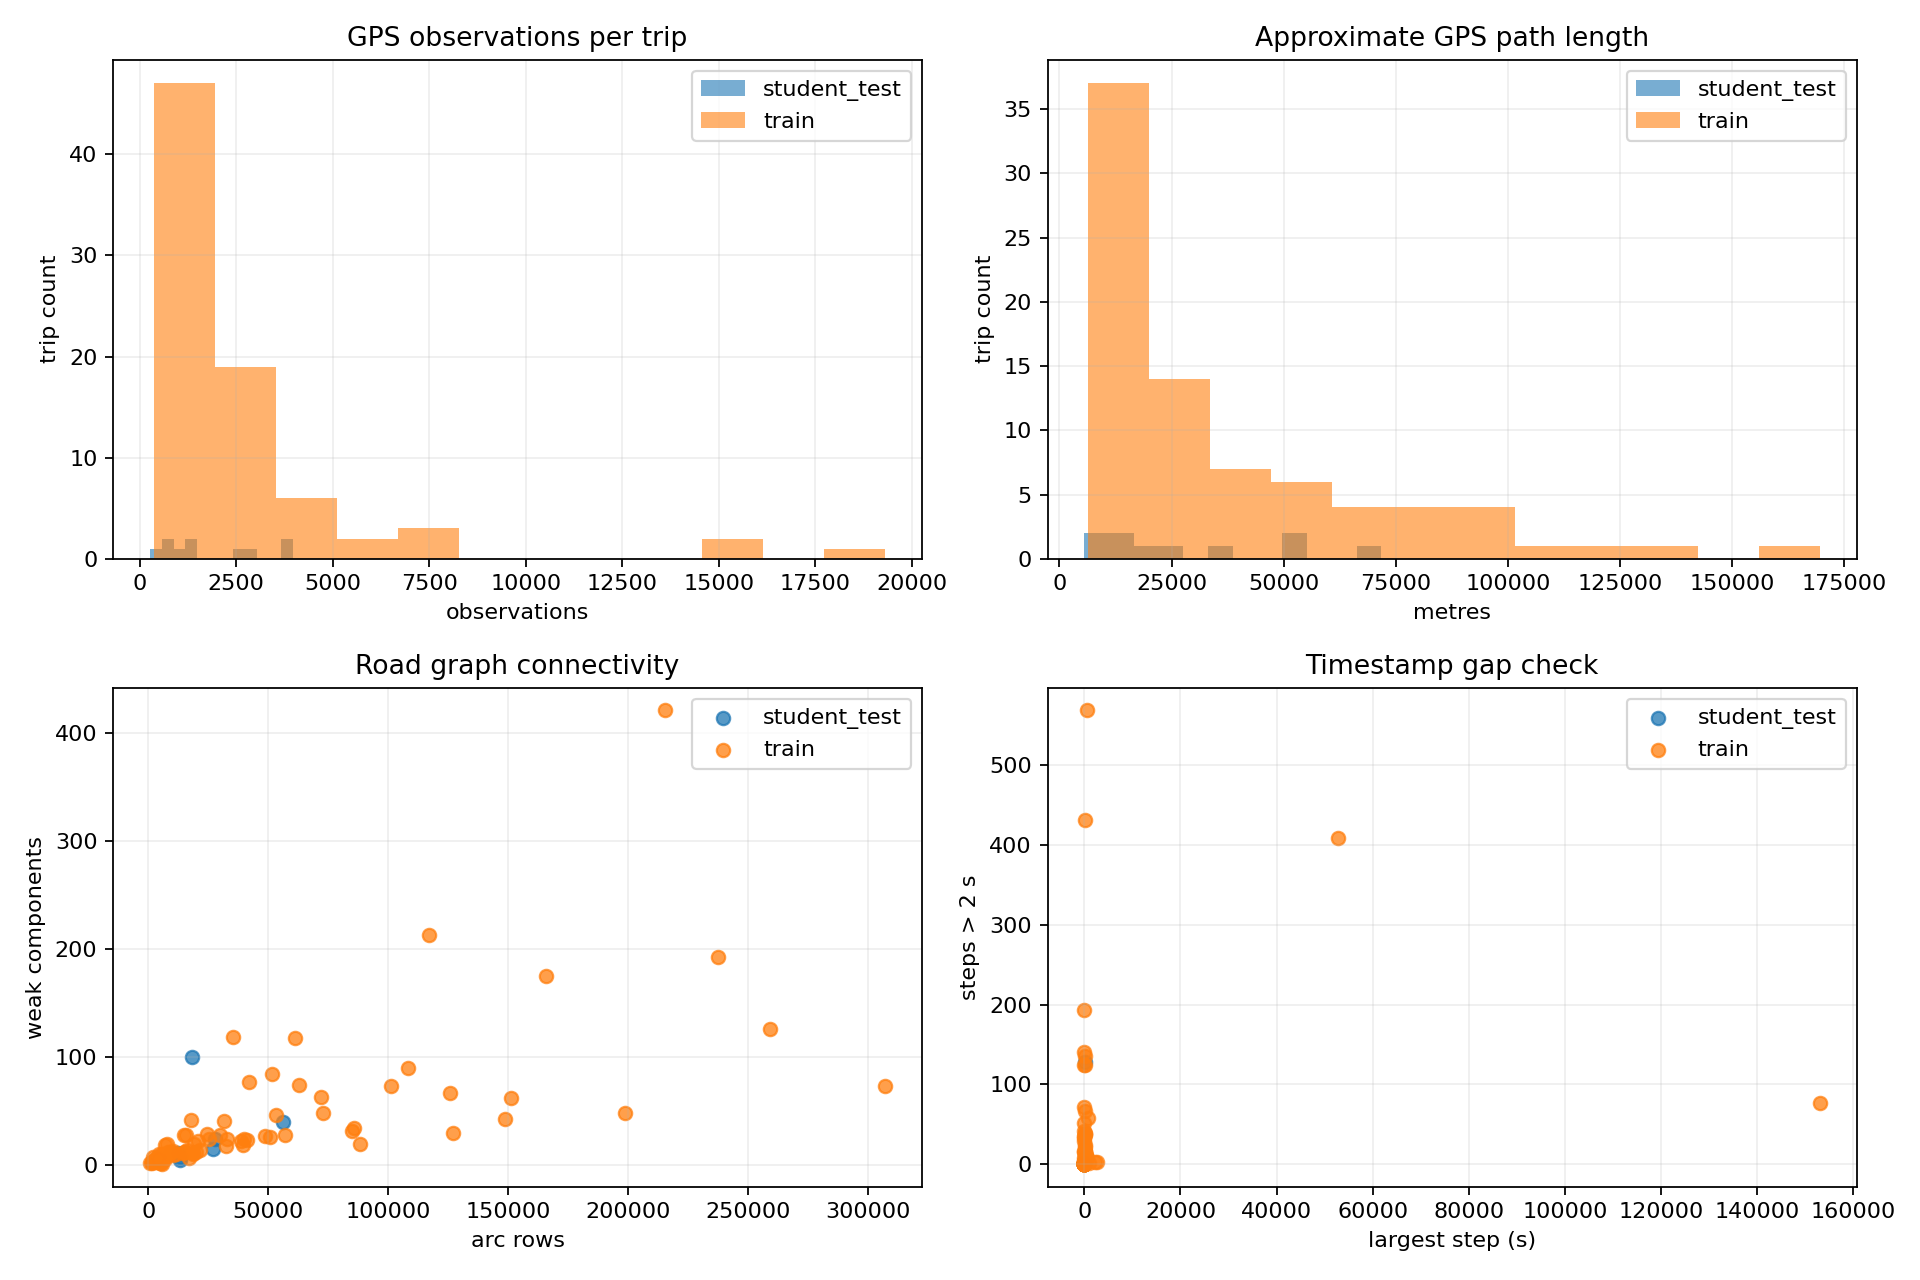 GPS observations per trip
student_test
train
trip count
0
10
20
30
40
0 2500 5000 7500 10000 12500 15000 17500 20000
observations
Approximate GPS path length
student_test
train
trip count
35
30
25
20
15
10
5
0
0 25000 50000 75000 100000 125000 150000 175000
metres
Road graph connectivity
student_test
train
weak components
400
300
200
100
0
0 50000 100000 150000 200000 250000 300000
arc rows
Timestamp gap check
student_test
train
steps > 2 s
500
400
300
200
100
0
0 20000 40000 60000 80000 100000 120000 140000 160000
largest step (s)